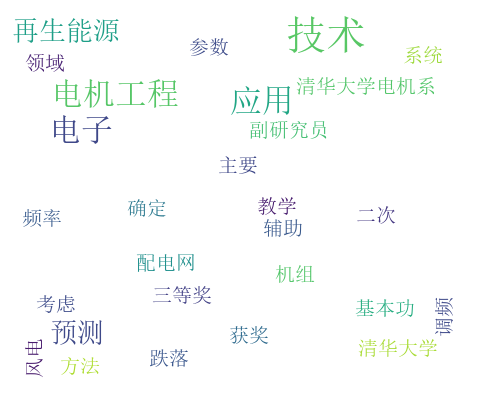 再生能源
技术
参数
系统
领域
电机工程
应用
清华大学电机系
电子
副研究员
主要
频率
确定
教学
二次
辅助
配电网
机组
考虑
三等奖
基本功
调频
预测
获奖
风电
方法
跌落
清华大学